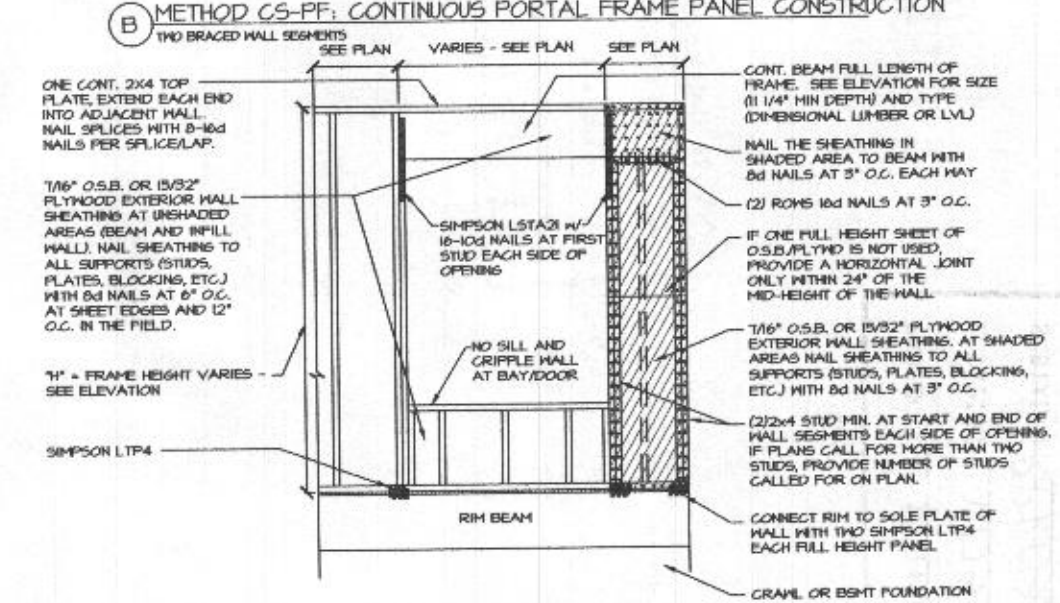 B METHOD CS-PF: CONTINUOUS PORTAL FRAME PANEL CONSTRUCTION
TWO BRACED WALL SEGMENTS
SEE PLAN
VARIES - SEE PLAN
SEE PLAN
ONE CONT. 2X4 TOP
PLATE, EXTEND EACH END
INTO ADJACENT WALL.
NAIL SPLICES WITH 8-16d
NAILS PER SPLICE/LAP.
7/16" O.S.B. OR 15/32"
PLYWOOD EXTERIOR WALL
SHEATHING AT UNSHADED
AREAS (BEAM AND INFILL
WALL). NAIL SHEATHING TO
ALL SUPPORTS (STUDS,
PLATES, BLOCKING, ETC.)
WITH 8d NAILS AT 6" O.C.
AT SHEET EDGES AND 12"
O.C. IN THE FIELD.
"H" = FRAME HEIGHT VARIES -
SEE ELEVATION
SIMPSON LTP4
SIMPSON LSTA21 W/
16-10d NAILS AT FIRST
STUD EACH SIDE OF
OPENING
NO SILL AND
CRIPPLE WALL
AT BAY/DOOR
RIM BEAM
CONT. BEAM FULL LENGTH OF
FRAME. SEE ELEVATION FOR SIZE
(11 1/4" MIN DEPTH) AND TYPE
(DIMENSIONAL LUMBER OR LVL)
NAIL THE SHEATHING IN
SHADED AREA TO BEAM WITH
8d NAILS AT 3" O.C. EACH WAY
(2) ROWS 16d NAILS AT 3" O.C.
IF ONE FULL HEIGHT SHEET OF
O.S.B./PLYWD IS NOT USED,
PROVIDE A HORIZONTAL JOINT
ONLY WITHIN 24" OF THE
MID-HEIGHT OF THE WALL
7/16" O.S.B. OR 15/32" PLYWOOD
EXTERIOR WALL SHEATHING. AT SHADED
AREAS NAIL SHEATHING TO ALL
SUPPORTS (STUDS, PLATES, BLOCKING,
ETC.) WITH 8d NAILS AT 3" O.C.
(2)2x4 STUD MIN. AT START AND END OF
WALL SEGMENTS EACH SIDE OF OPENING.
IF PLANS CALL FOR MORE THAN TWO
STUDS, PROVIDE NUMBER OF STUDS
CALLED FOR ON PLAN.
CONNECT RIM TO SOLE PLATE OF
WALL WITH TWO SIMPSON LTP4
EACH FULL HEIGHT PANEL
CRAWL OR BSMT FOUNDATION